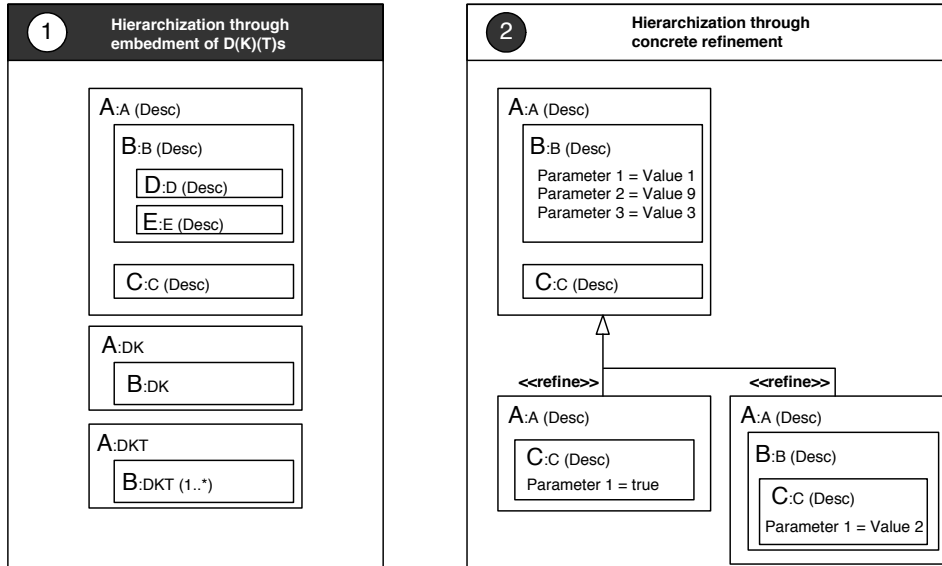 1
Hierarchization through
embedment of D(K)(T)s
A:A (Desc)
B:B (Desc)
D:D (Desc)
E:E (Desc)
C:C (Desc)
A:DK
B:DK
A:DKT
B:DKT (1..*)
2
Hierarchization through
concrete refinement
A:A (Desc)
B:B (Desc)
Parameter 1 = Value 1
Parameter 2 = Value 9
Parameter 3 = Value 3
C:C (Desc)
<<refine>>
<<refine>>
A:A (Desc)
C:C (Desc)
Parameter 1 = true
A:A (Desc)
B:B (Desc)
C:C (Desc)
Parameter 1 = Value 2